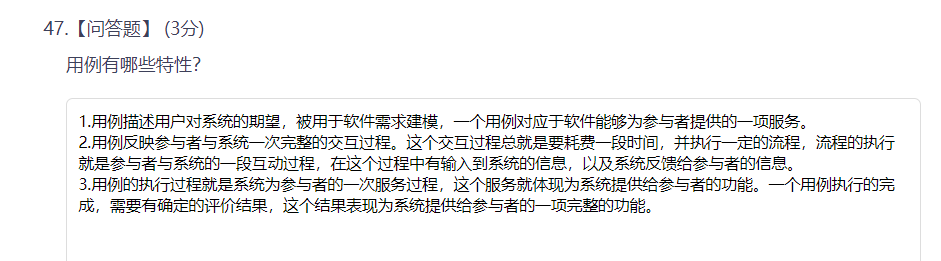 47.【问答题】 (3分)
用例有哪些特性？
1.用例描述用户对系统的期望，被用于软件需求建模，一个用例对应于软件能够为参与者提供的一项服务。
2.用例反映参与者与系统一次完整的交互过程。这个交互过程总就是要耗费一段时间，并执行一定的流程，流程的执行
就是参与者与系统的一段互动过程，在这个过程中有输入到系统的信息，以及系统反馈给参与者的信息。
3.用例的执行过程就是系统为参与者的一次服务过程，这个服务就体现为系统提供给参与者的功能。一个用例执行的完
成，需要有确定的评价结果，这个结果表现为系统提供给参与者的一项完整的功能。